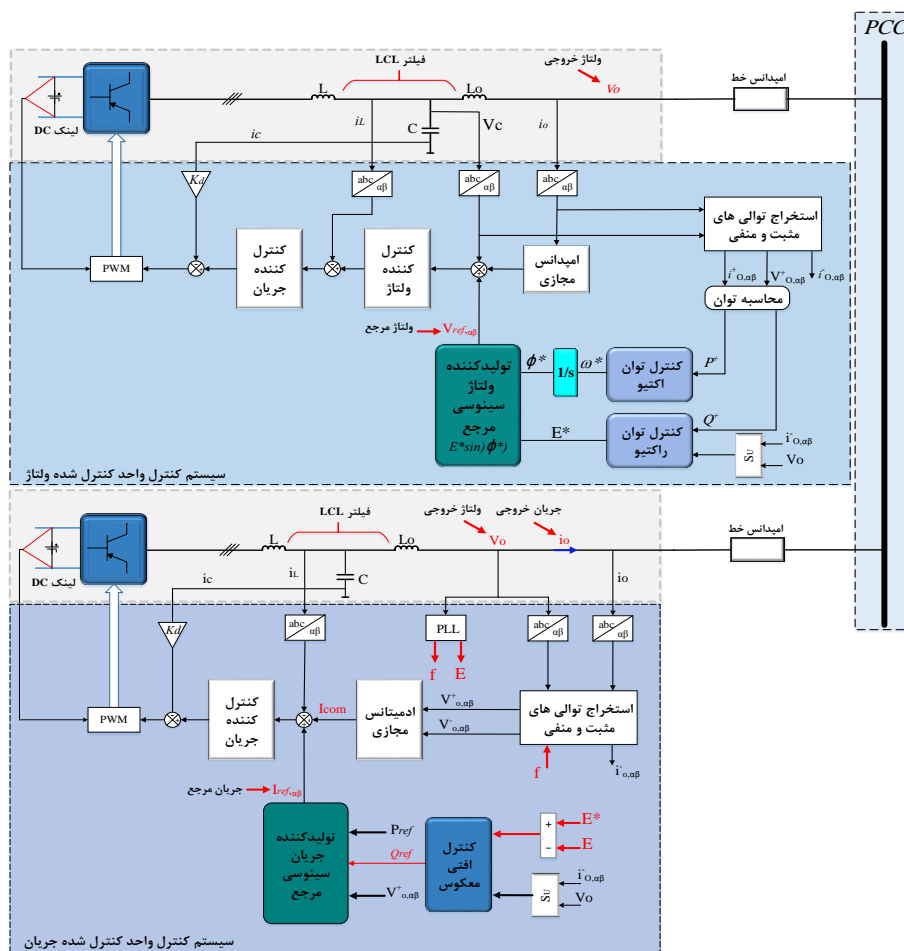 PCC
فیلتر LCL
ولتاژ خروجی
Vo
امپدانس خط
L
Lo
لینک DC
ic
iL
C
Vc
io
Kd
abc
αβ
abc
αβ
abc
αβ
استخراج توالی های
مثبت و منفی
PWM
کنترل
کننده
جریان
کنترل
کننده
ولتاژ
امپدانس
مجازی
i+O,αβ
V+O,αβ
i-O,αβ
محاسبه توان
ولتاژ مرجع
Vref,αβ
تولیدکننده
ولتاژ
سینوسی
مرجع
E*sin)ϕ*)
ϕ*
1/s
ω*
کنترل توان
اکتیو
P+
E*
کنترل توان
راکتیو
Q+
SU
i-O,αβ
Vo
سیستم کنترل واحد کنترل شده ولتاژ
فیلتر LCL
ولتاژ خروجی
جریان خروجی
Vo
io
امپدانس خط
L
Lo
لینک DC
ic
iL
C
io
Kd
abc
αβ
PLL
abc
αβ
abc
αβ
f
E
PWM
کنترل
کننده
جریان
Icom
ادمیتانس
مجازی
V+o,αβ
V-o,αβ
استخراج توالی های
مثبت و منفی
f
i-o,αβ
جریان مرجع
Iref,αβ
تولیدکننده
جریان
سینوسی
مرجع
Pref
Qref
V+o,αβ
کنترل
افتی
معکوس
+
−
E*
E
SU
i-O,αβ
Vo
سیستم کنترل واحد کنترل شده جریان